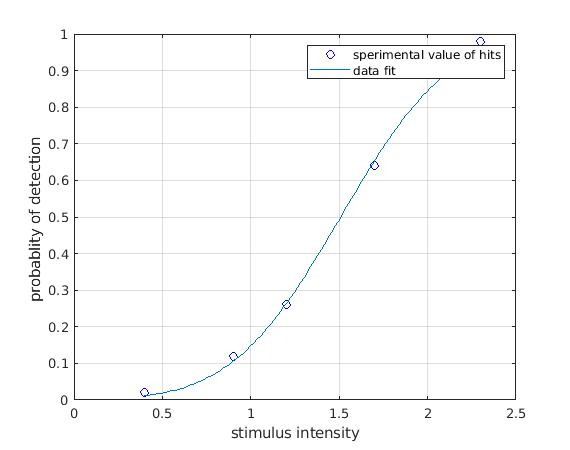 sperimental value of hits
data fit
probablity of detection
1
0.9
0.8
0.7
0.6
0.5
0.4
0.3
0.2
0.1
0
0 0.5 1 1.5 2 2.5
stimulus intensity